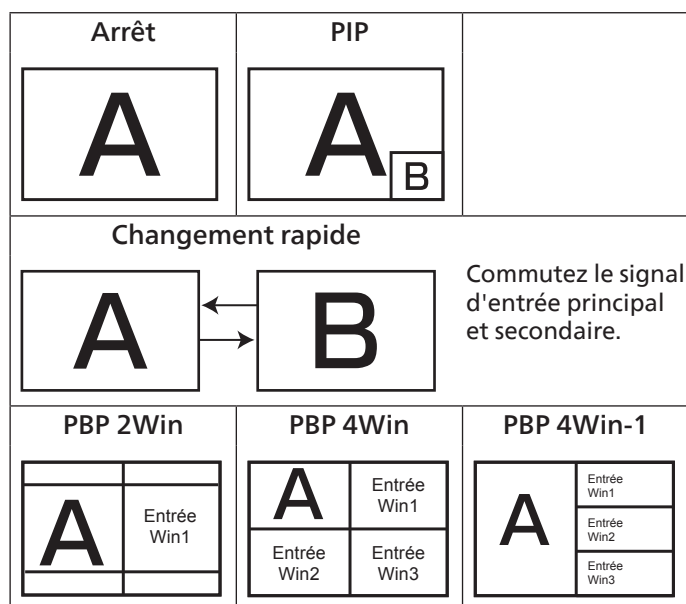 Arrêt
PIP
A
A
B
Changement rapide
A
B
Commutez le signal
d'entrée principal
et secondaire.
PBP 2Win
PBP 4Win
PBP 4Win-1
A
Entrée
Win1
A
Entrée
Win1
Entrée
Win2
Entrée
Win3
A
Entrée
Win1
Entrée
Win2
Entrée
Win3